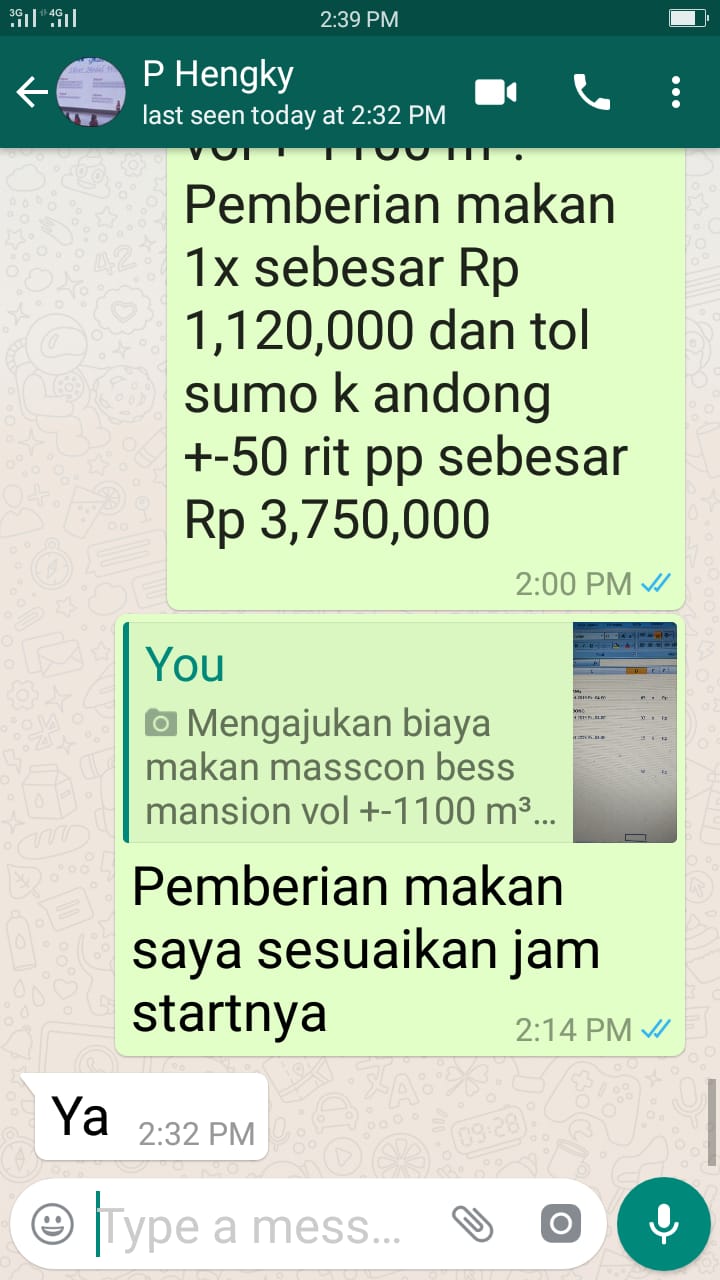 3G 4G 2:39 PM
P Hengky
last seen today at 2:32 PM
vol +-1100 m³.
Pemberian makan
1x sebesar Rp
1,120,000 dan tol
sumo k andong
+-50 rit pp sebesar
Rp 3,750,000
2:00 PM
You
Mengajukan biaya
makan masscon bess
mansion vol +-1100 m³...
Pemberian makan
saya sesuaikan jam
startnya
2:14 PM
Ya
2:32 PM
Type a mess...